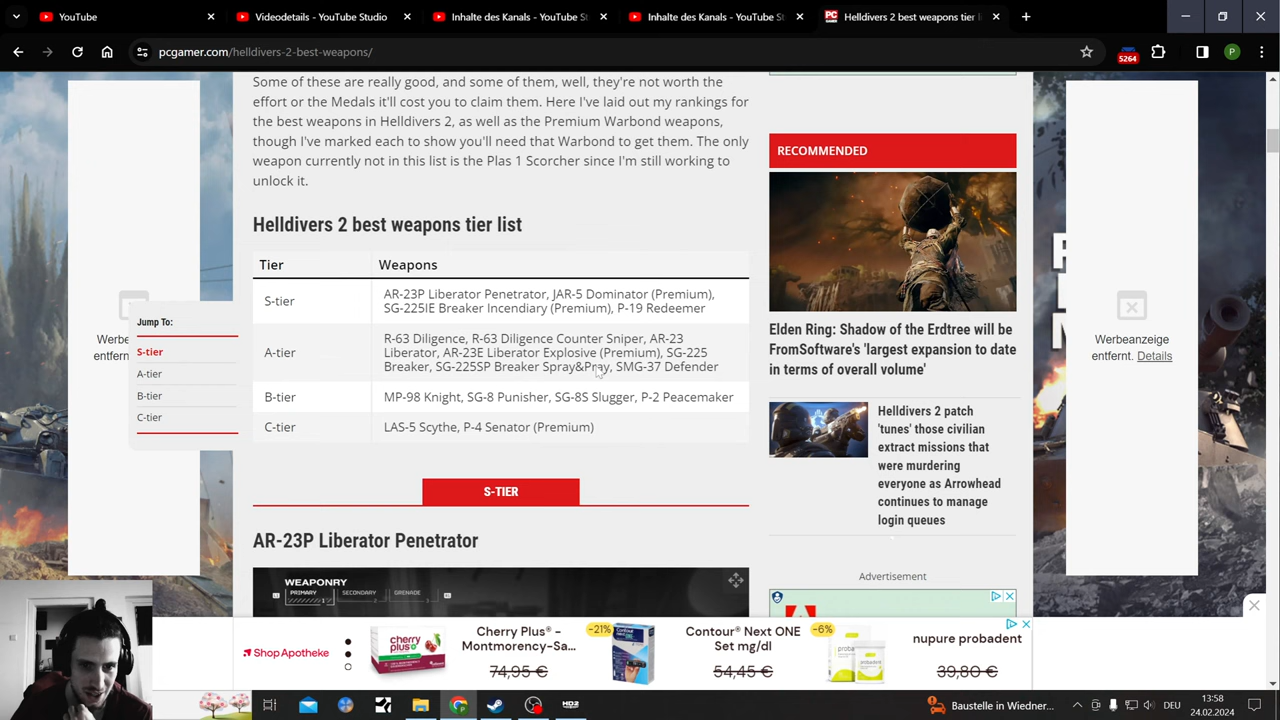 YouTube
Videodetails - YouTube Studio
Inhalte des Kanals - YouTube St
Inhalte des Kanals - YouTube St
Helldivers 2 best weapons tier l
pcgamer.com/helldivers-2-best-weapons/
5264
P
Some of these are really good, and some of them, well, they're not worth the
effort or the Medals it'll cost you to claim them. Here I've laid out my rankings for
the best weapons in Helldivers 2, as well as the Premium Warbond weapons,
though I've marked each to show you'll need that Warbond to get them. The only
weapon currently not in this list is the Plas 1 Scorcher since I'm still working to
unlock it.
Helldivers 2 best weapons tier list
Tier Weapons
S-tier
AR-23P Liberator Penetrator, JAR-5 Dominator (Premium),
SG-225IE Breaker Incendiary (Premium), P-19 Redeemer
A-tier
R-63 Diligence, R-63 Diligence Counter Sniper, AR-23
Liberator, AR-23E Liberator Explosive (Premium), SG-225
Breaker, SG-225SP Breaker Spray&Pray, SMG-37 Defender
B-tier
MP-98 Knight, SG-8 Punisher, SG-8S Slugger, P-2 Peacemaker
C-tier
LAS-5 Scythe, P-4 Senator (Premium)
S-TIER
AR-23P Liberator Penetrator
WEAPONRY
PRIMARY SECONDARY GRENADE
Jump To:
S-tier
A-tier
B-tier
C-tier
Werbe
entfern
RECOMMENDED
Elden Ring: Shadow of the Erdtree will be
FromSoftware's 'largest expansion to date
in terms of overall volume'
Helldivers 2 patch
'tunes' those civilian
extract missions that
were murdering
everyone as Arrowhead
continues to manage
login queues
Advertisement
Werbeanzeige
entfernt. Details
Shop Apotheke
Cherry Plus® -
Montmorency-Sa...
74,95 €
-21%
Contour® Next ONE
Set mg/dl
54,45 €
-6%
nupure probadent
39,80 €
HD2
Baustelle in Wiedner...
DEU
13:58
24.02.2024